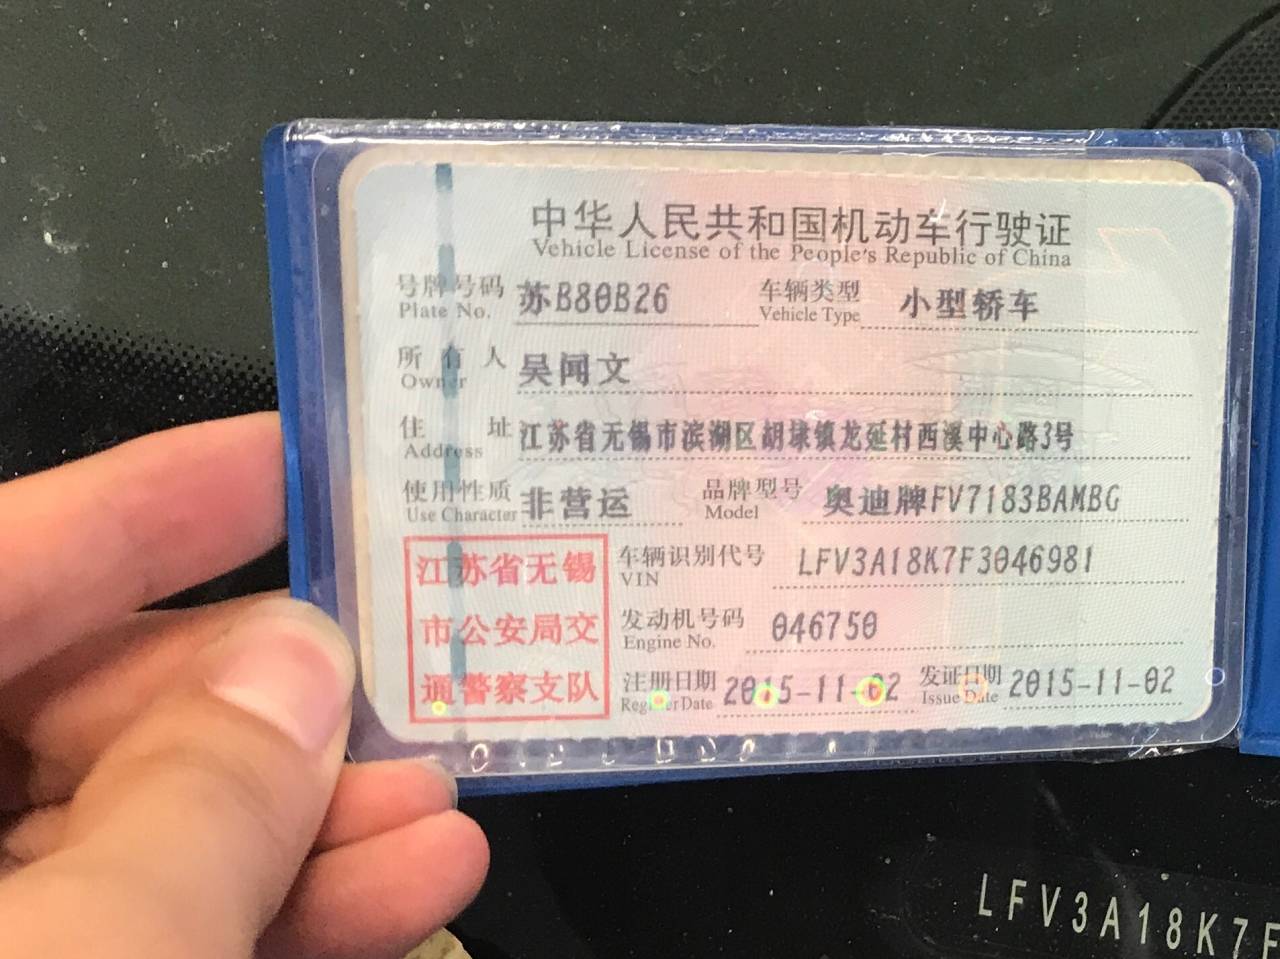 中华人民共和国机动车行驶证
Vehicle License of the People's Republic of China
号牌号码 苏B80B26 车辆类型 小型轿车
Plate No. Vehicle Type
所有人 吴闻文
Owner
住址 江苏省无锡市滨湖区胡埭镇龙延村西溪中心路3号
Address
使用性质 非营运 品牌型号 奥迪牌FV7183BAMBG
Use Character Model
江苏省无锡
市公安局交
通警察支队
车辆识别代号 LFV3A18K7F3046981
VIN
发动机号码 046750
Engine No.
注册日期 2015-11-02 发证日期 2015-11-02
Register Date Issue Date
LFV3A18K7F